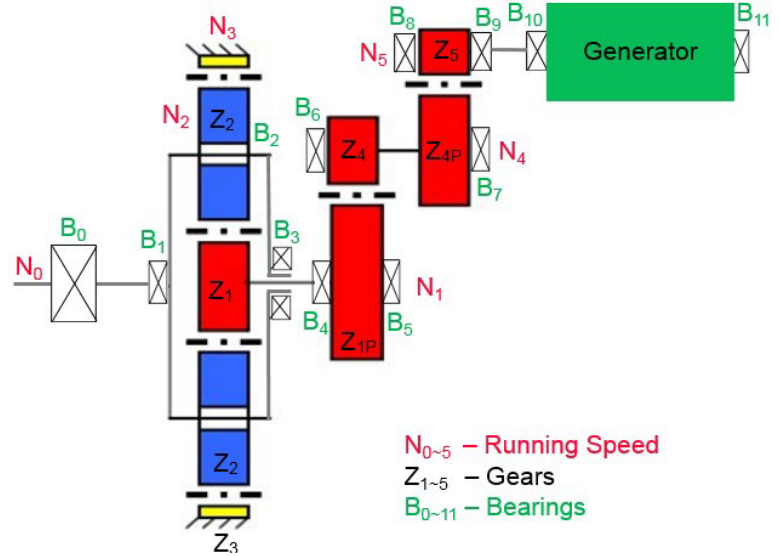 N3
B8
B9
B10
B11
N5
Z5
Generator
N2
Z2
B2
B6
Z4
Z4P
N4
B7
B0
B1
B3
N0
Z1
N1
B4
Z1P
B5
Z2
Z3
N0~5 – Running Speed
Z1~5 – Gears
B0~11 – Bearings